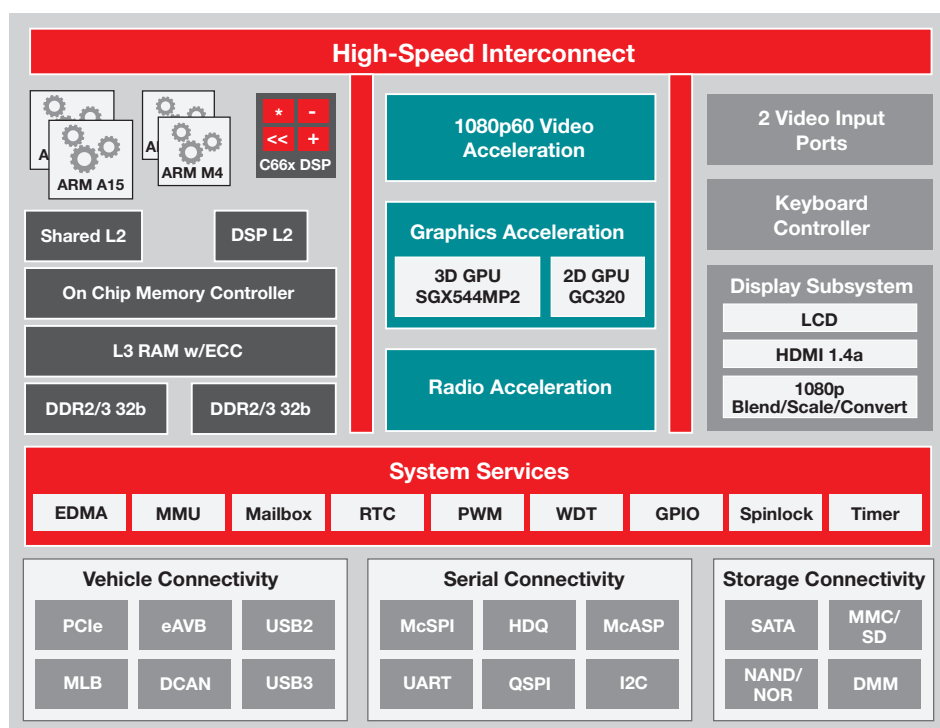 High-Speed Interconnect
A
ARM A15
A
ARM M4
* -
<< +
C66x DSP
Shared L2
DSP L2
On Chip Memory Controller
L3 RAM w/ECC
DDR2/3 32b
DDR2/3 32b
1080p60 Video
Acceleration
Graphics Acceleration
3D GPU
SGX544MP2
2D GPU
GC320
Radio Acceleration
2 Video Input
Ports
Keyboard
Controller
Display Subsystem
LCD
HDMI 1.4a
1080p
Blend/Scale/Convert
System Services
EDMA
MMU
Mailbox
RTC
PWM
WDT
GPIO
Spinlock
Timer
Vehicle Connectivity
PCIe
eAVB
USB2
MLB
DCAN
USB3
Serial Connectivity
McSPI
HDQ
McASP
UART
QSPI
I2C
Storage Connectivity
SATA
MMC/
SD
NAND/
NOR
DMM